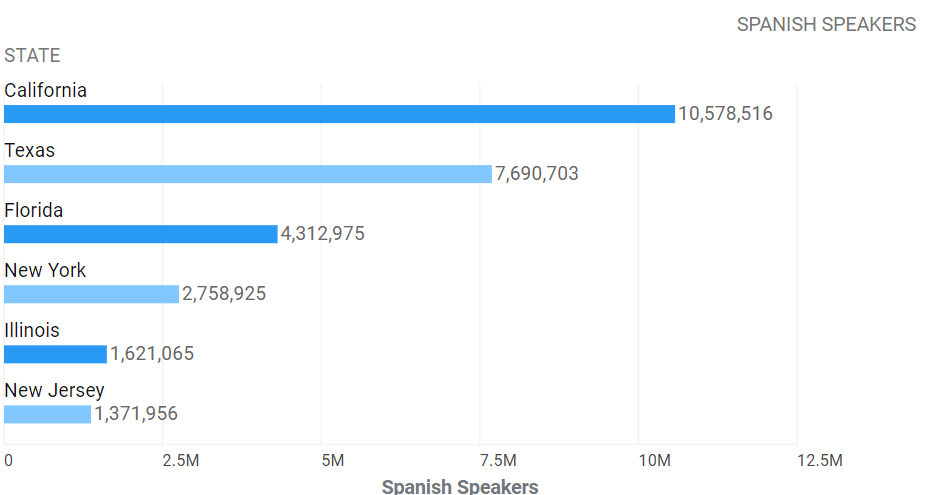 SPANISH SPEAKERS
STATE
California
10,578,516
Texas
7,690,703
Florida
4,312,975
New York
2,758,925
Illinois
1,621,065
New Jersey
1,371,956
0 2.5M 5M 7.5M 10M 12.5M
Spanish Speakers